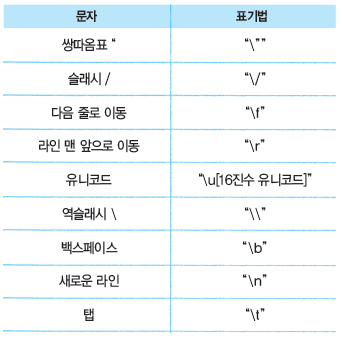 문자 표기법
쌍따옴표 “ “\””
슬래시 / “\/”
다음 줄로 이동 “\f”
라인 맨 앞으로 이동 “\r”
유니코드 “\u[16진수 유니코드]”
역슬래시 \ “\\”
백스페이스 “\b”
새로운 라인 “\n”
탭 “\t”